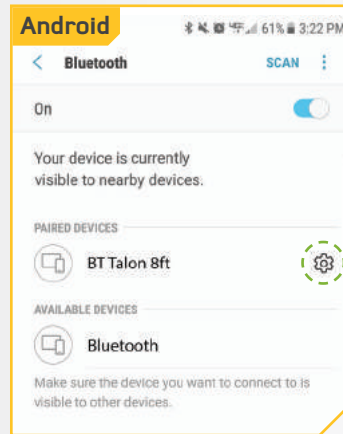 Android
4G 61% 3:22 PM
< Bluetooth SCAN
On
Your device is currently
visible to nearby devices.
PAIRED DEVICES
BT Talon 8ft
AVAILABLE DEVICES
Bluetooth
Make sure the device you want to connect to is
visible to other devices.